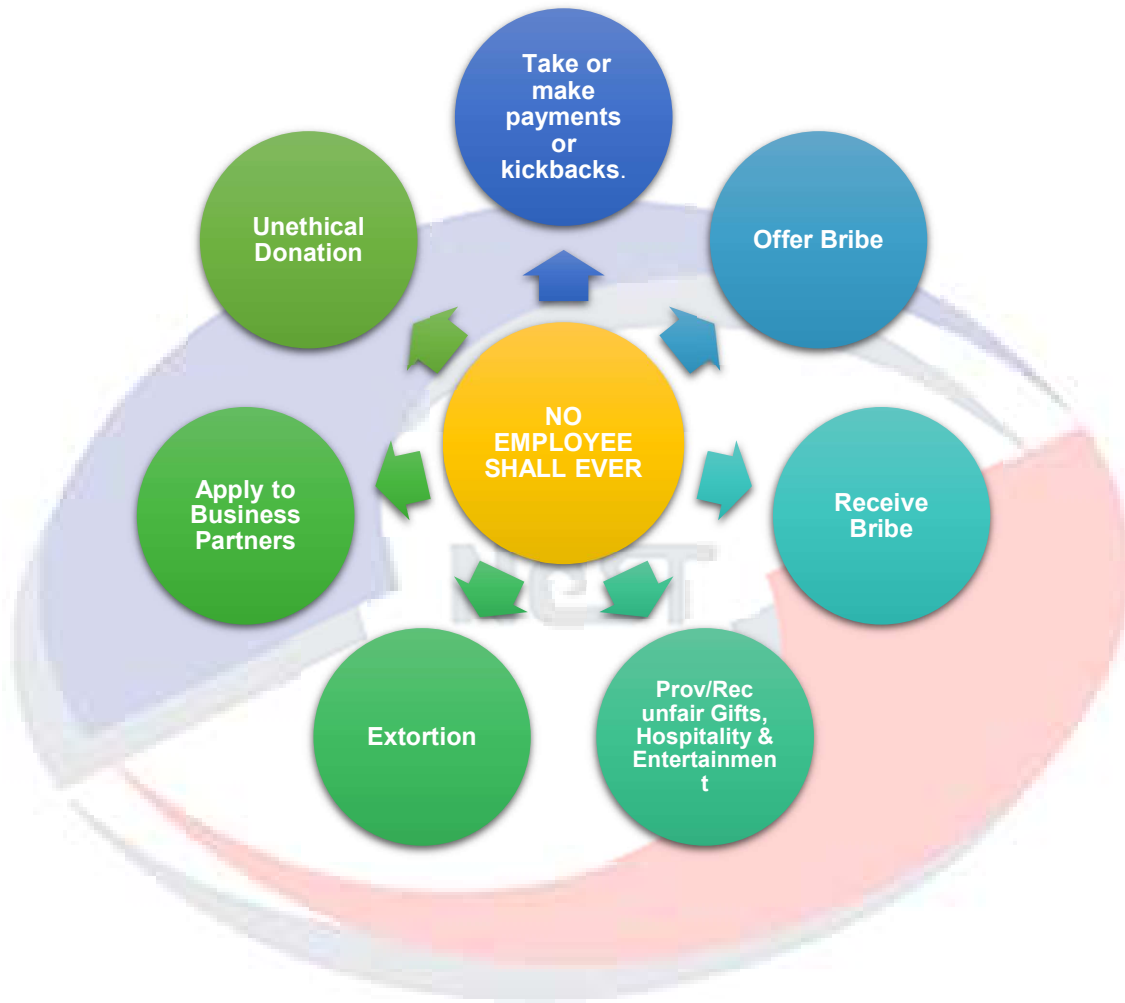 Take or
make
payments
or
kickbacks.
Offer Bribe
Receive
Bribe
Prov/Rec
unfair Gifts,
Hospitality &
Entertainmen
t
Extortion
Apply to
Business
Partners
Unethical
Donation
NO
EMPLOYEE
SHALL EVER
NeST